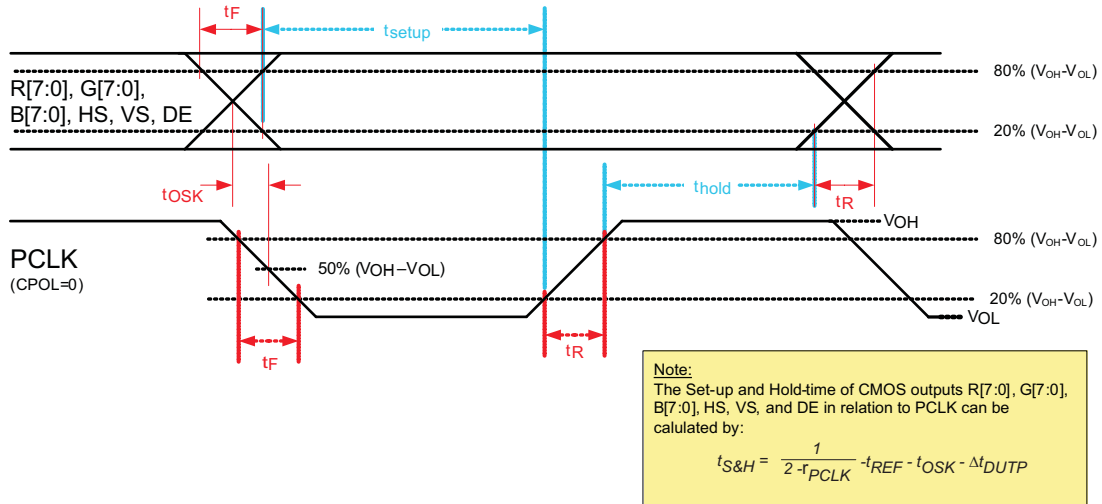 tF
tsetup
R[7:0], G[7:0],
B[7:0], HS, VS, DE
80% (VOH-VOL)
20% (VOH-VOL)
tOSK
thold
tR
VOH
PCLK
(CPOL=0)
80% (VOH-VOL)
50% (VOH–VOL)
20% (VOH-VOL)
VOL
tF
tR
Note:
The Set-up and Hold-time of CMOS outputs R[7:0], G[7:0],
B[7:0], HS, VS, and DE in relation to PCLK can be
calulated by:
tS&H = 1 / 2 -rPCLK -tREF - tOSK - ΔtDUTP